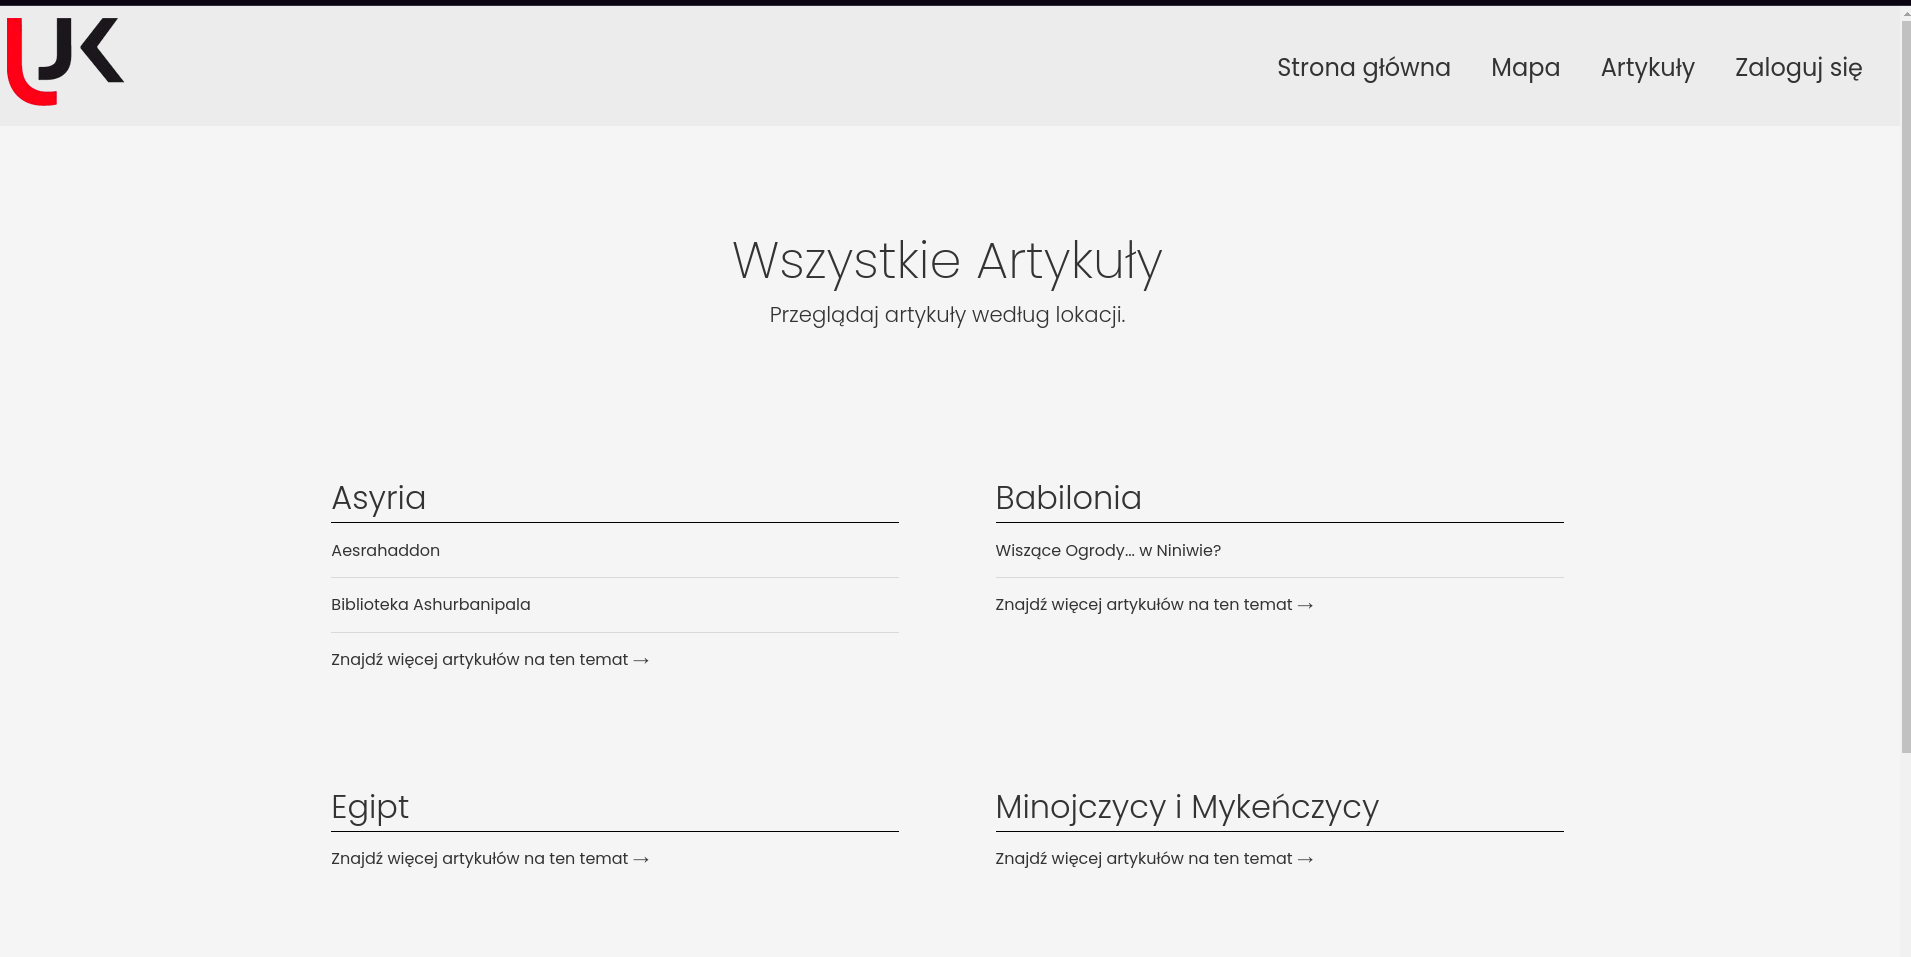 UJK
Strona główna
Mapa
Artykuły
Zaloguj się
Wszystkie Artykuły
Przeglądaj artykuły według lokacji.
Asyria
Aesrahaddon
Biblioteka Ashurbanipala
Znajdź więcej artykułów na ten temat →
Babilonia
Wiszące Ogrody... w Niniwie?
Znajdź więcej artykułów na ten temat →
Egipt
Znajdź więcej artykułów na ten temat →
Minojczycy i Mykeńczycy
Znajdź więcej artykułów na ten temat →